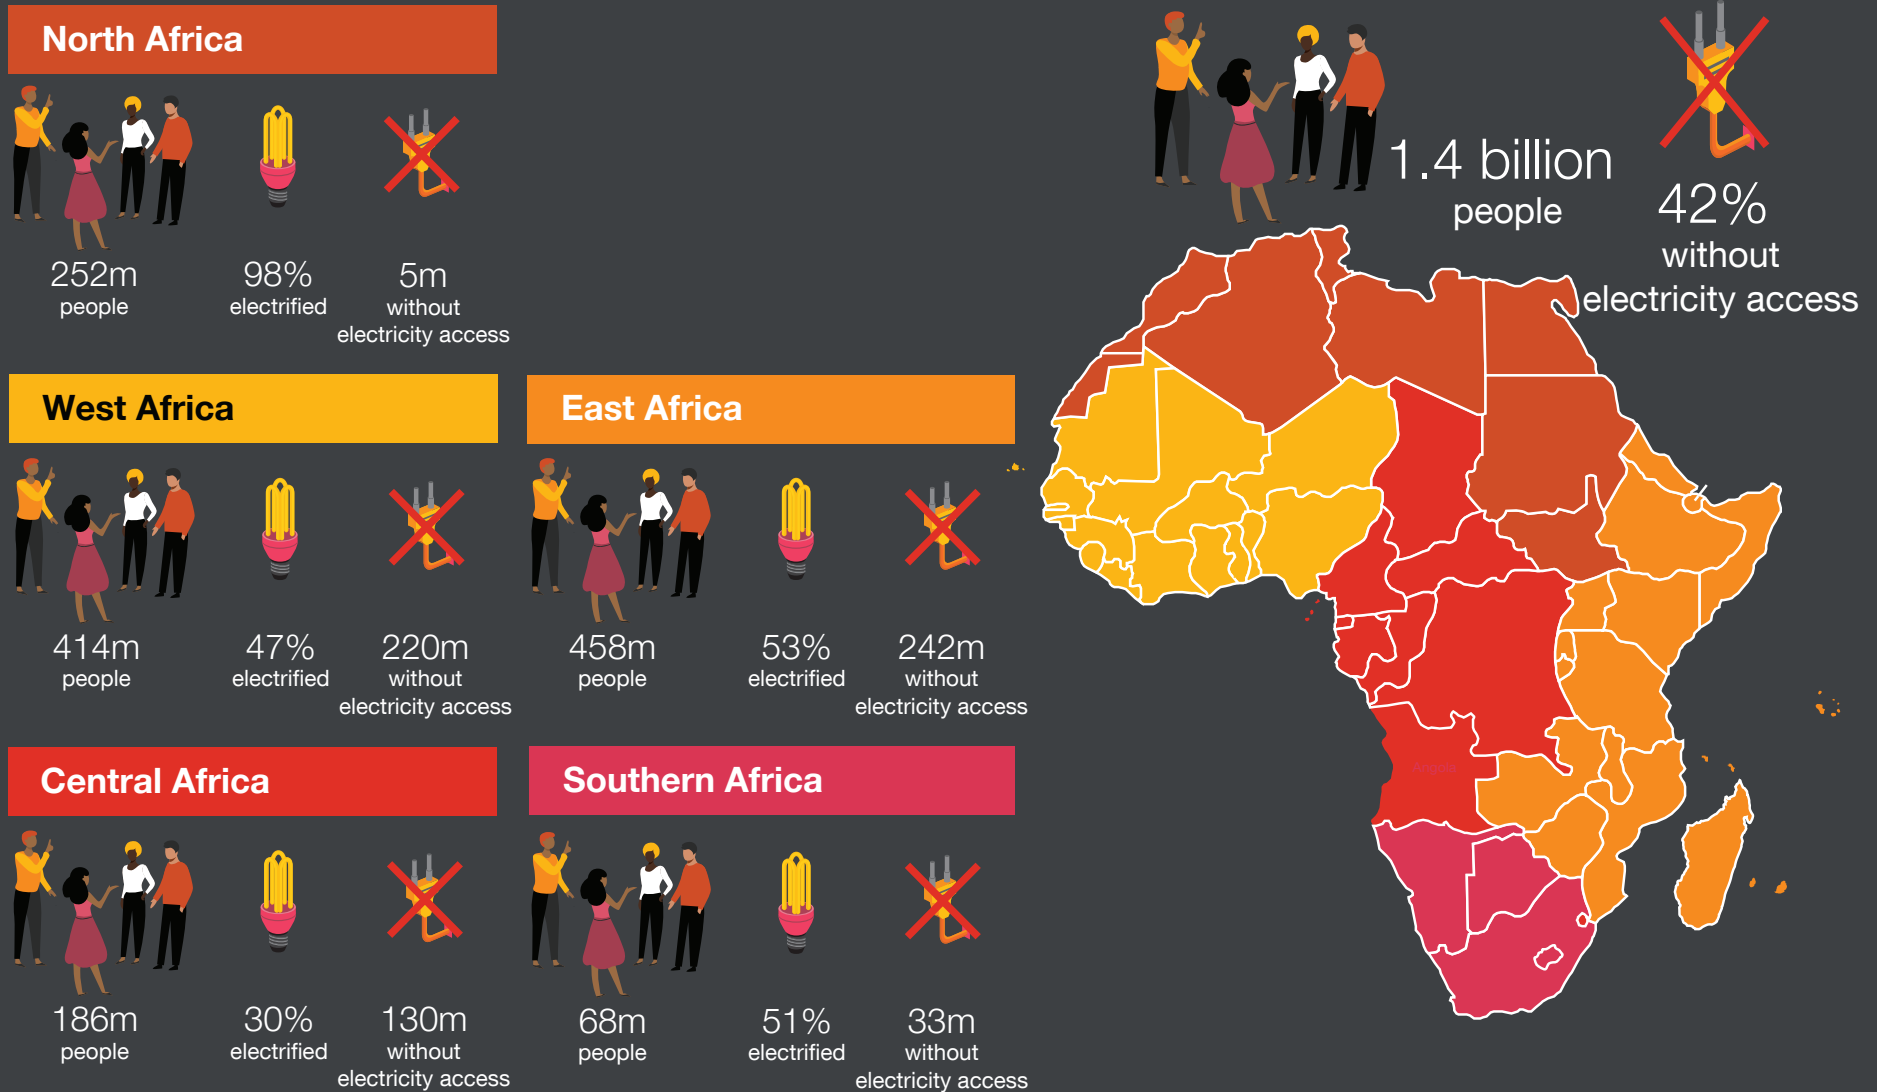 North Africa
252m
people
98%
electrified
5m
without
electricity access
1.4 billion
people
42%
without
electricity access
West Africa
414m
people
47%
electrified
220m
without
electricity access
East Africa
458m
people
53%
electrified
242m
without
electricity access
Central Africa
186m
people
30%
electrified
130m
without
electricity access
Southern Africa
68m
people
51%
electrified
33m
without
electricity access
Angola